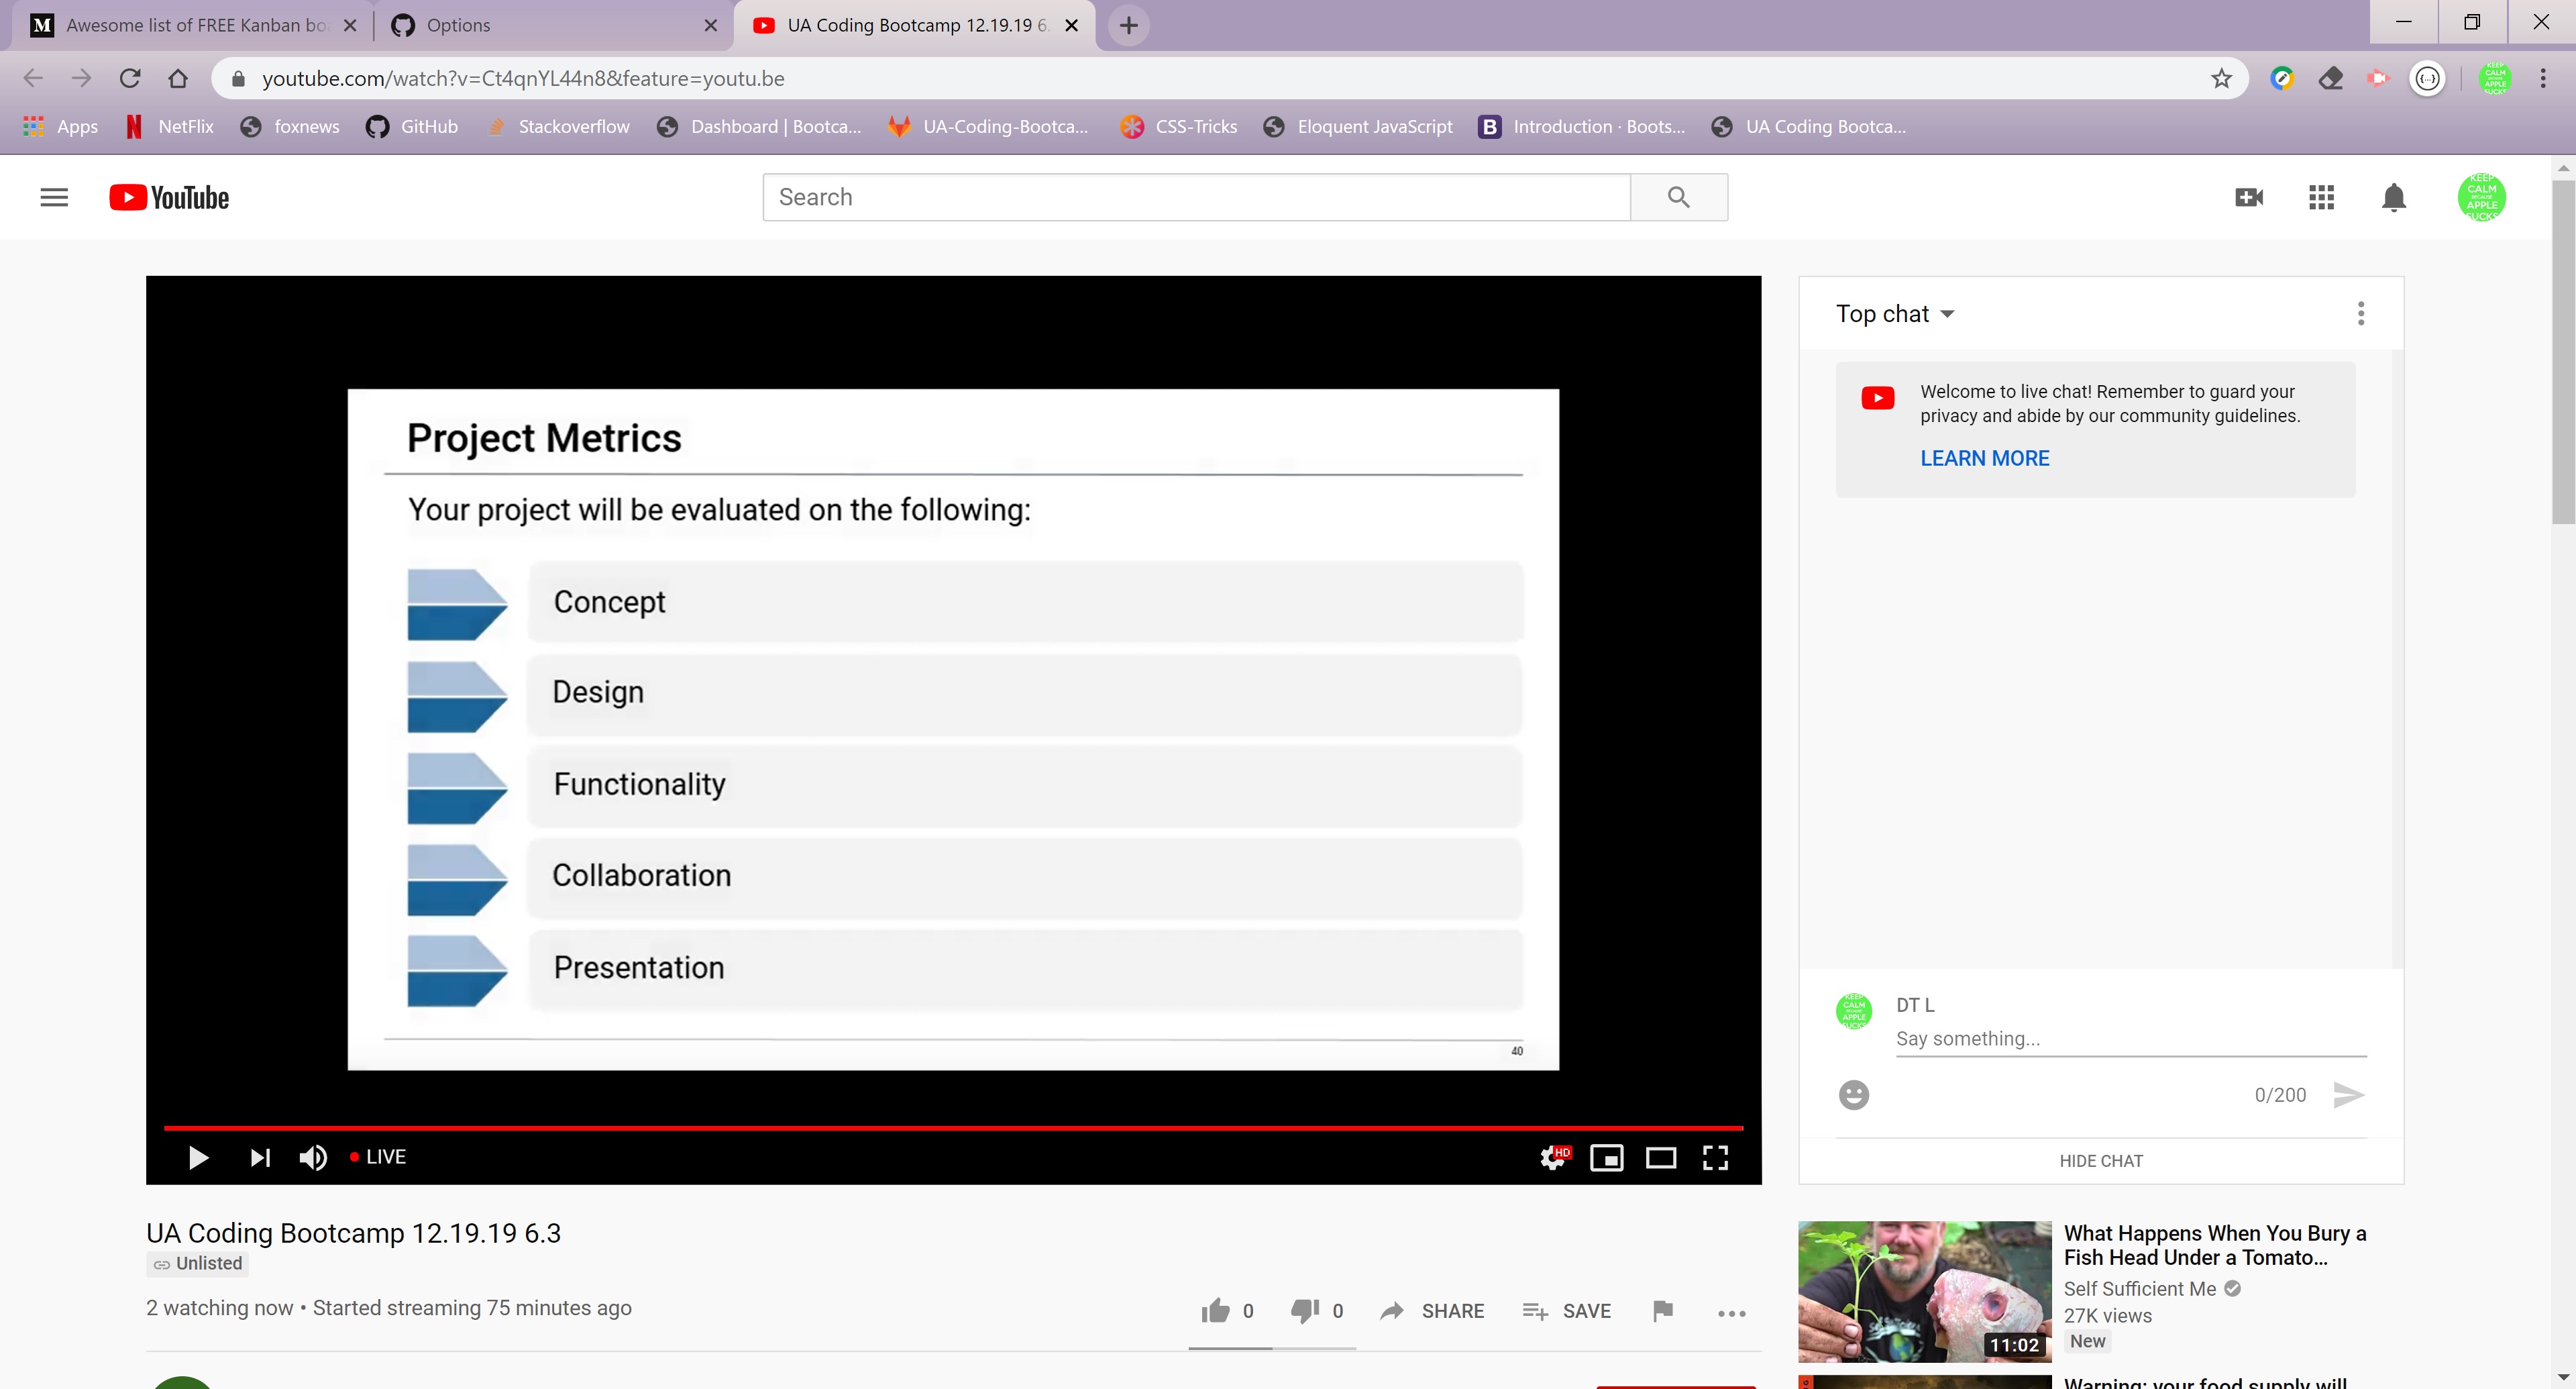 Awesome list of FREE Kanban bo
Options
UA Coding Bootcamp 12.19.19 6.
youtube.com/watch?v=Ct4qnYL44n8&feature=youtu.be
Apps
NetFlix
foxnews
GitHub
Stackoverflow
Dashboard | Bootca...
UA-Coding-Bootca...
CSS-Tricks
Eloquent JavaScript
Introduction · Boots...
UA Coding Bootca...
YouTube
Search
KEEP
CALM
BECAUSE
APPLE
SUCKS
Project Metrics
Your project will be evaluated on the following:
Concept
Design
Functionality
Collaboration
Presentation
40
LIVE
HD
Top chat
Welcome to live chat! Remember to guard your
privacy and abide by our community guidelines.
LEARN MORE
DT L
Say something...
0/200
HIDE CHAT
UA Coding Bootcamp 12.19.19 6.3
Unlisted
2 watching now • Started streaming 75 minutes ago
0
0
SHARE
SAVE
What Happens When You Bury a
Fish Head Under a Tomato...
Self Sufficient Me
27K views
New
11:02
Warning: your food supply will